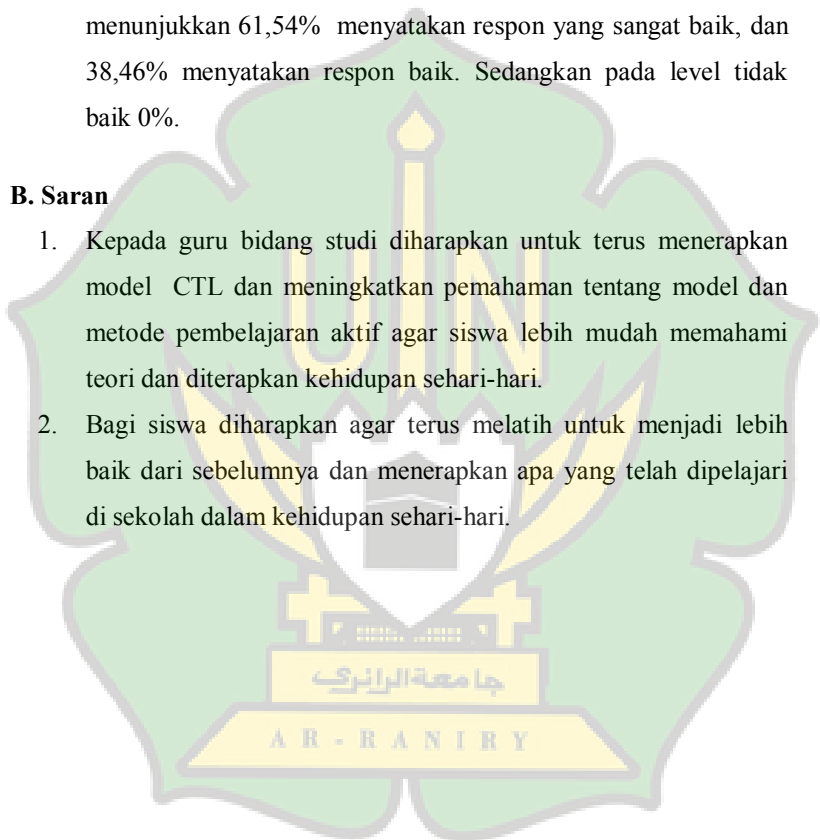 menunjukkan 61,54% menyatakan respon yang sangat baik, dan
38,46% menyatakan respon baik. Sedangkan pada level tidak
baik 0%.
B. Saran
1. Kepada guru bidang studi diharapkan untuk terus menerapkan
model CTL dan meningkatkan pemahaman tentang model dan
metode pembelajaran aktif agar siswa lebih mudah memahami
teori dan diterapkan kehidupan sehari-hari.
2. Bagi siswa diharapkan agar terus melatih untuk menjadi lebih
baik dari sebelumnya dan menerapkan apa yang telah dipelajari
di sekolah dalam kehidupan sehari-hari.
UIN
جامعة الرانري
AR-RANIRY